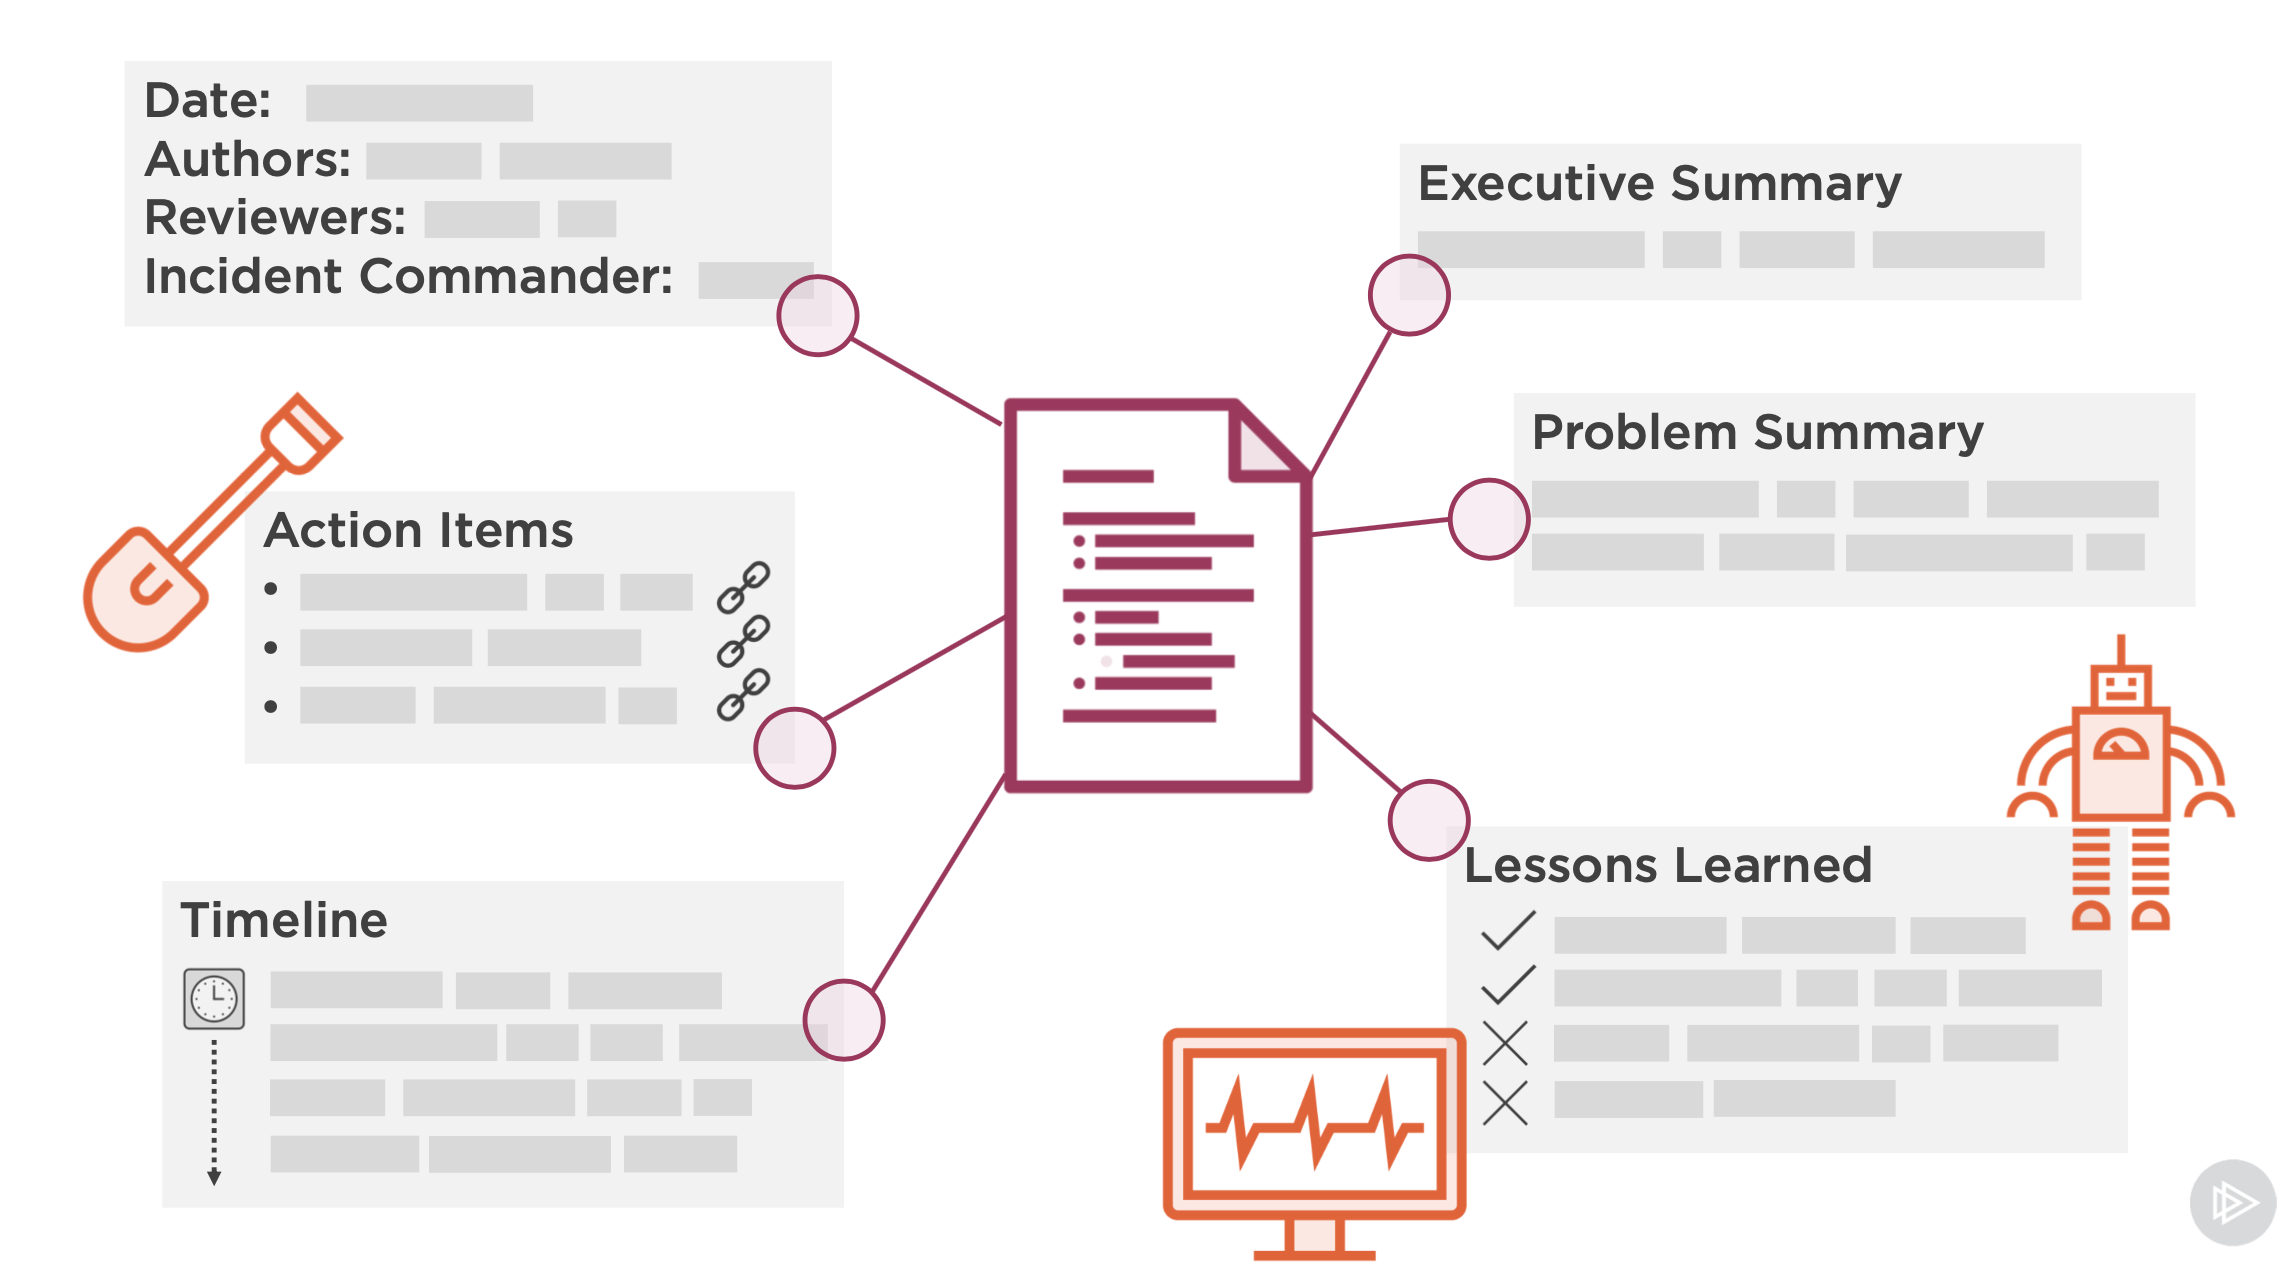 Date:
Authors:
Reviewers:
Incident Commander:
Executive Summary
Problem Summary
Action Items
Lessons Learned
Timeline